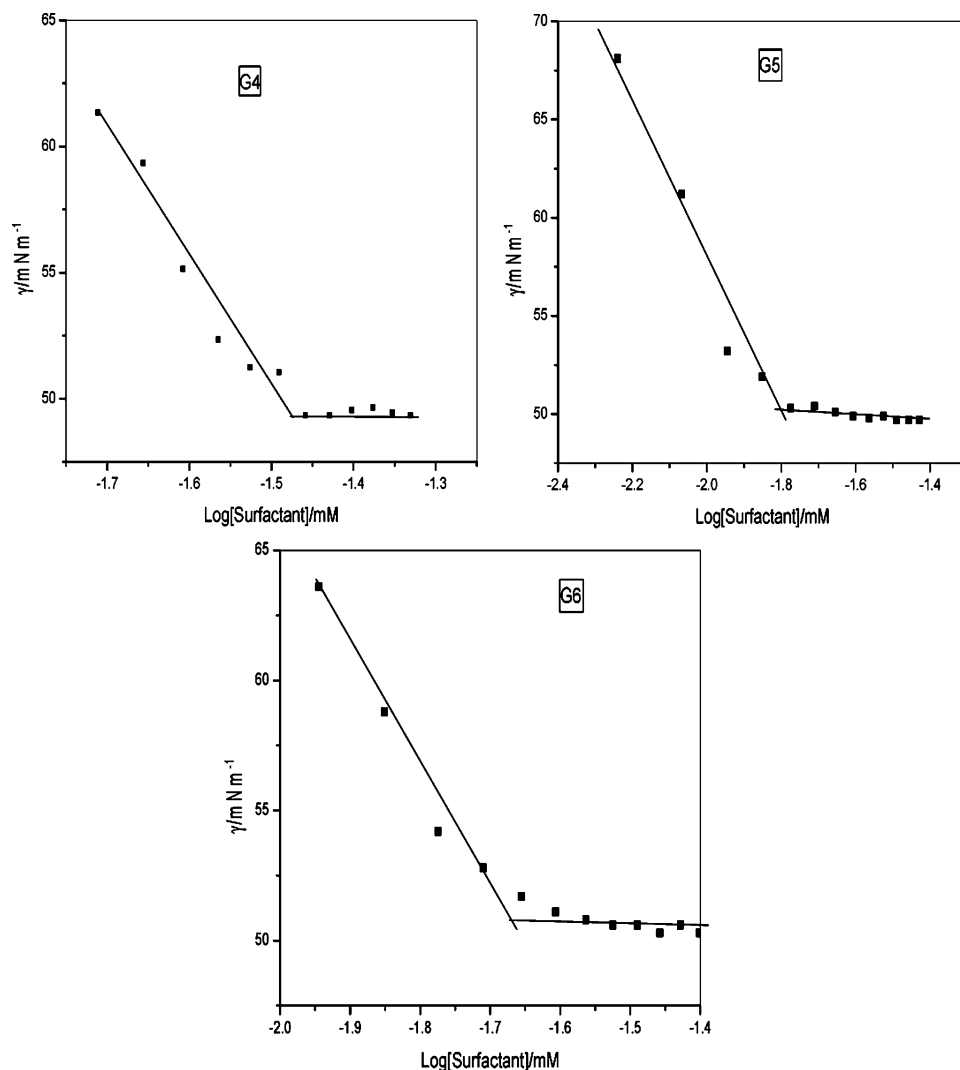 65
60
55
50
γ/m N m⁻¹
G4
-1.7 -1.6 -1.5 -1.4 -1.3
Log[Surfactant]/mM
70
65
60
55
50
γ/m N m⁻¹
G5
-2.4 -2.2 -2.0 -1.8 -1.6 -1.4
Log[Surfactant]/mM
65
60
55
50
γ/m N m⁻¹
G6
-2.0 -1.9 -1.8 -1.7 -1.6 -1.5 -1.4
Log[Surfactant]/mM